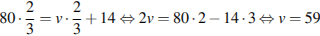 80 · 2/3 = v · 2/3 + 14 ⇔ 2v = 80 · 2 − 14 · 3 ⇔ v = 59